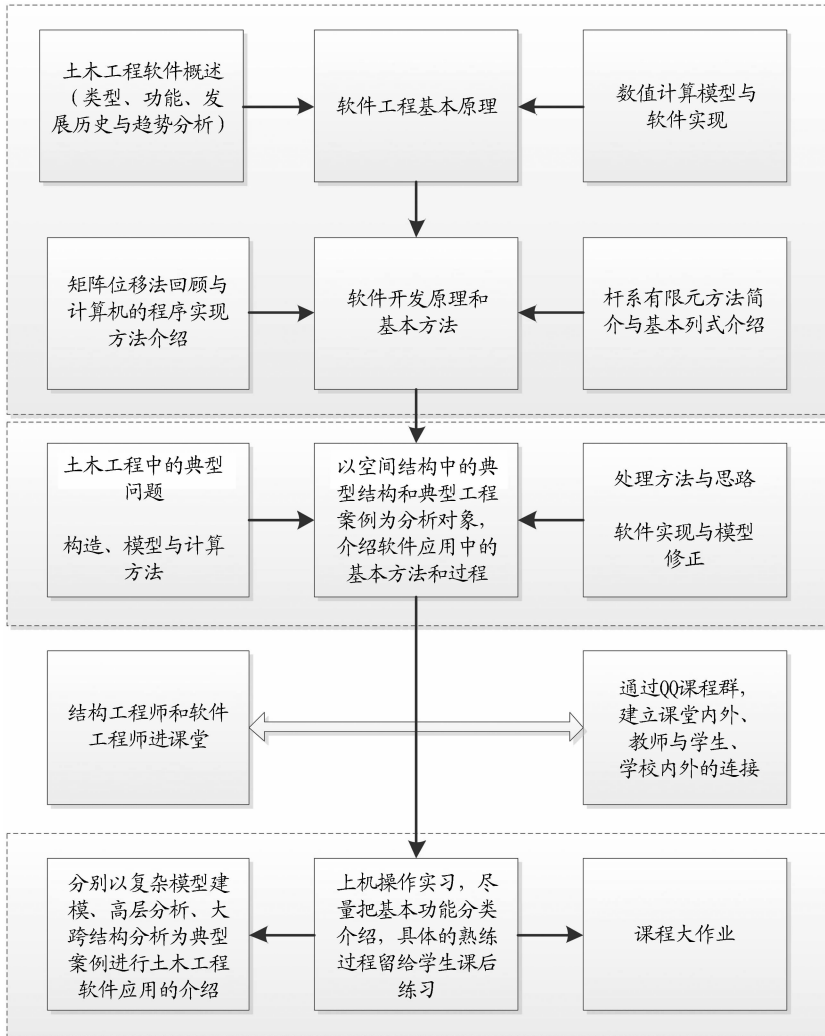 土木工程软件概述
（类型、功能、发
展历史与趋势分析）
软件工程基本原理
数值计算模型与
软件实现
矩阵位移法回顾与
计算机的程序实现
方法介绍
软件开发原理和
基本方法
杆系有限元方法简
介与基本列式介绍
土木工程中的典型
问题
构造、模型与计算
方法
以空间结构中的典
型结构和典型工程
案例为分析对象，
介绍软件应用中的
基本方法和过程
处理方法与思路
软件实现与模型
修正
结构工程师和软件
工程师进课堂
通过QQ课程群，
建立课堂内外、
教师与学生、
学校内外的连接
分别以复杂模型建
模、高层分析、大
跨结构分析为典型
案例进行土木工程
软件应用的介绍
上机操作实习，尽
量把基本功能分类
介绍，具体的熟练
过程留给学生课后
练习
课程大作业